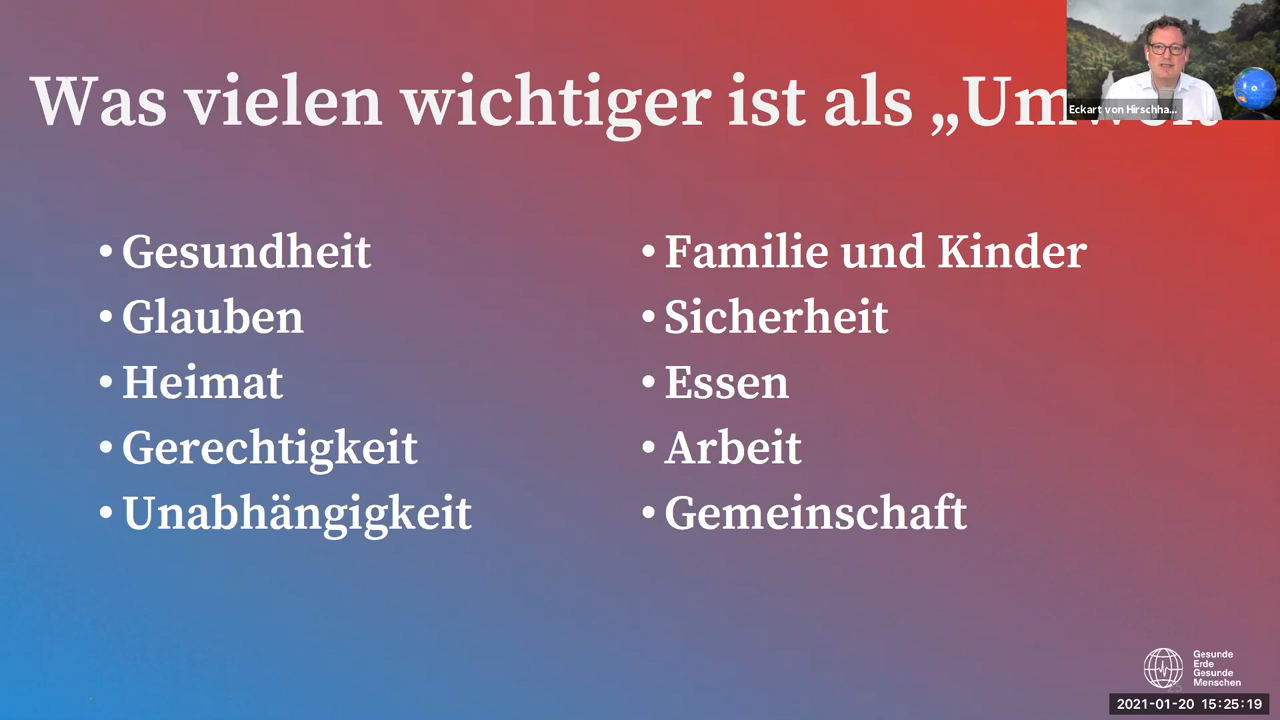 Was vielen wichtiger ist als „Um
Eckart von Hirschha...
• Gesundheit
• Glauben
• Heimat
• Gerechtigkeit
• Unabhängigkeit
• Familie und Kinder
• Sicherheit
• Essen
• Arbeit
• Gemeinschaft
Gesunde
Erde
Gesunde
Menschen
2021-01-20 15:25:19